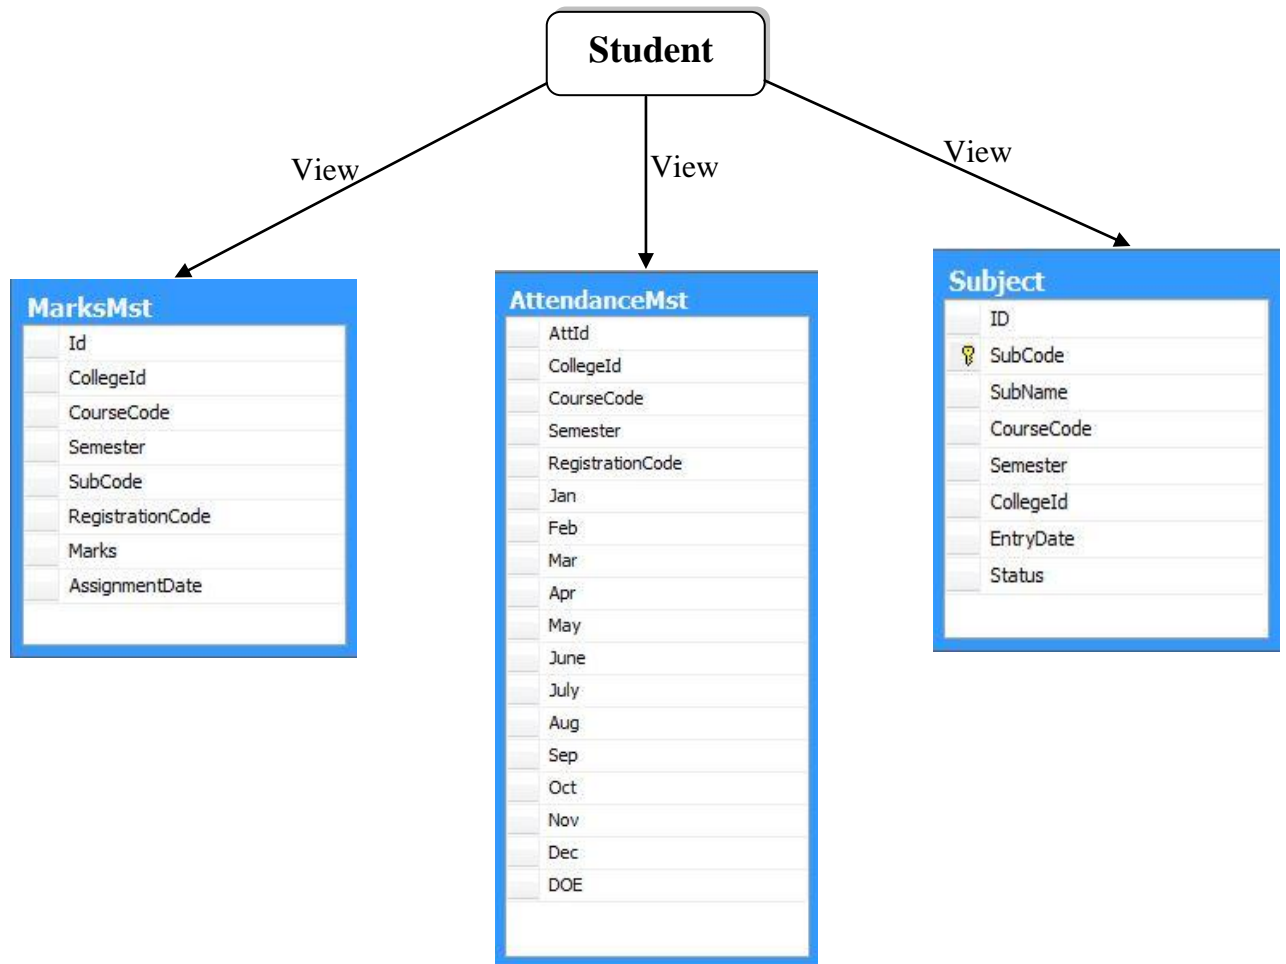 Student
View
View
View
MarksMst
Id
CollegeId
CourseCode
Semester
SubCode
RegistrationCode
Marks
AssignmentDate
AttendanceMst
AttId
CollegeId
CourseCode
Semester
RegistrationCode
Jan
Feb
Mar
Apr
May
June
July
Aug
Sep
Oct
Nov
Dec
DOE
Subject
ID
SubCode
SubName
CourseCode
Semester
CollegeId
EntryDate
Status